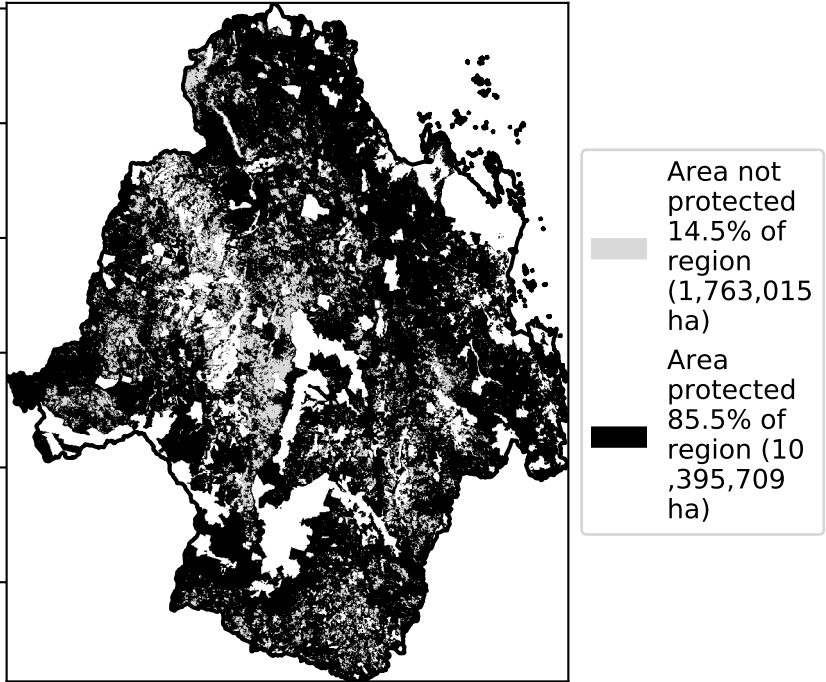 Area not
protected
14.5% of
region
(1,763,015
ha)
Area
protected
85.5% of
region (10
,395,709
ha)